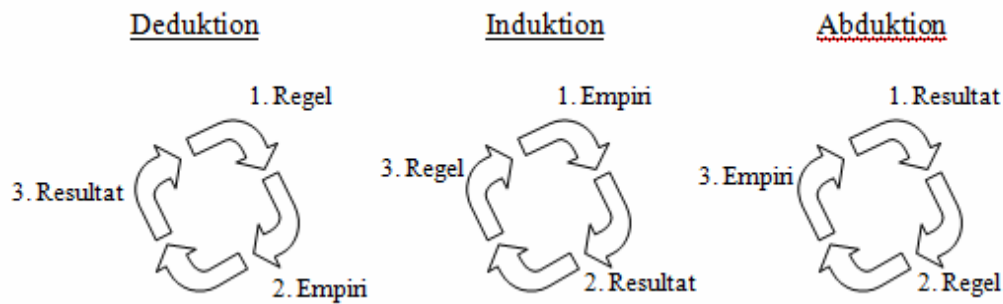 Deduktion Induktion Abduktion
1. Regel 1. Empiri 1. Resultat
3. Resultat 3. Regel 3. Empiri
2. Empiri 2. Resultat 2. Regel